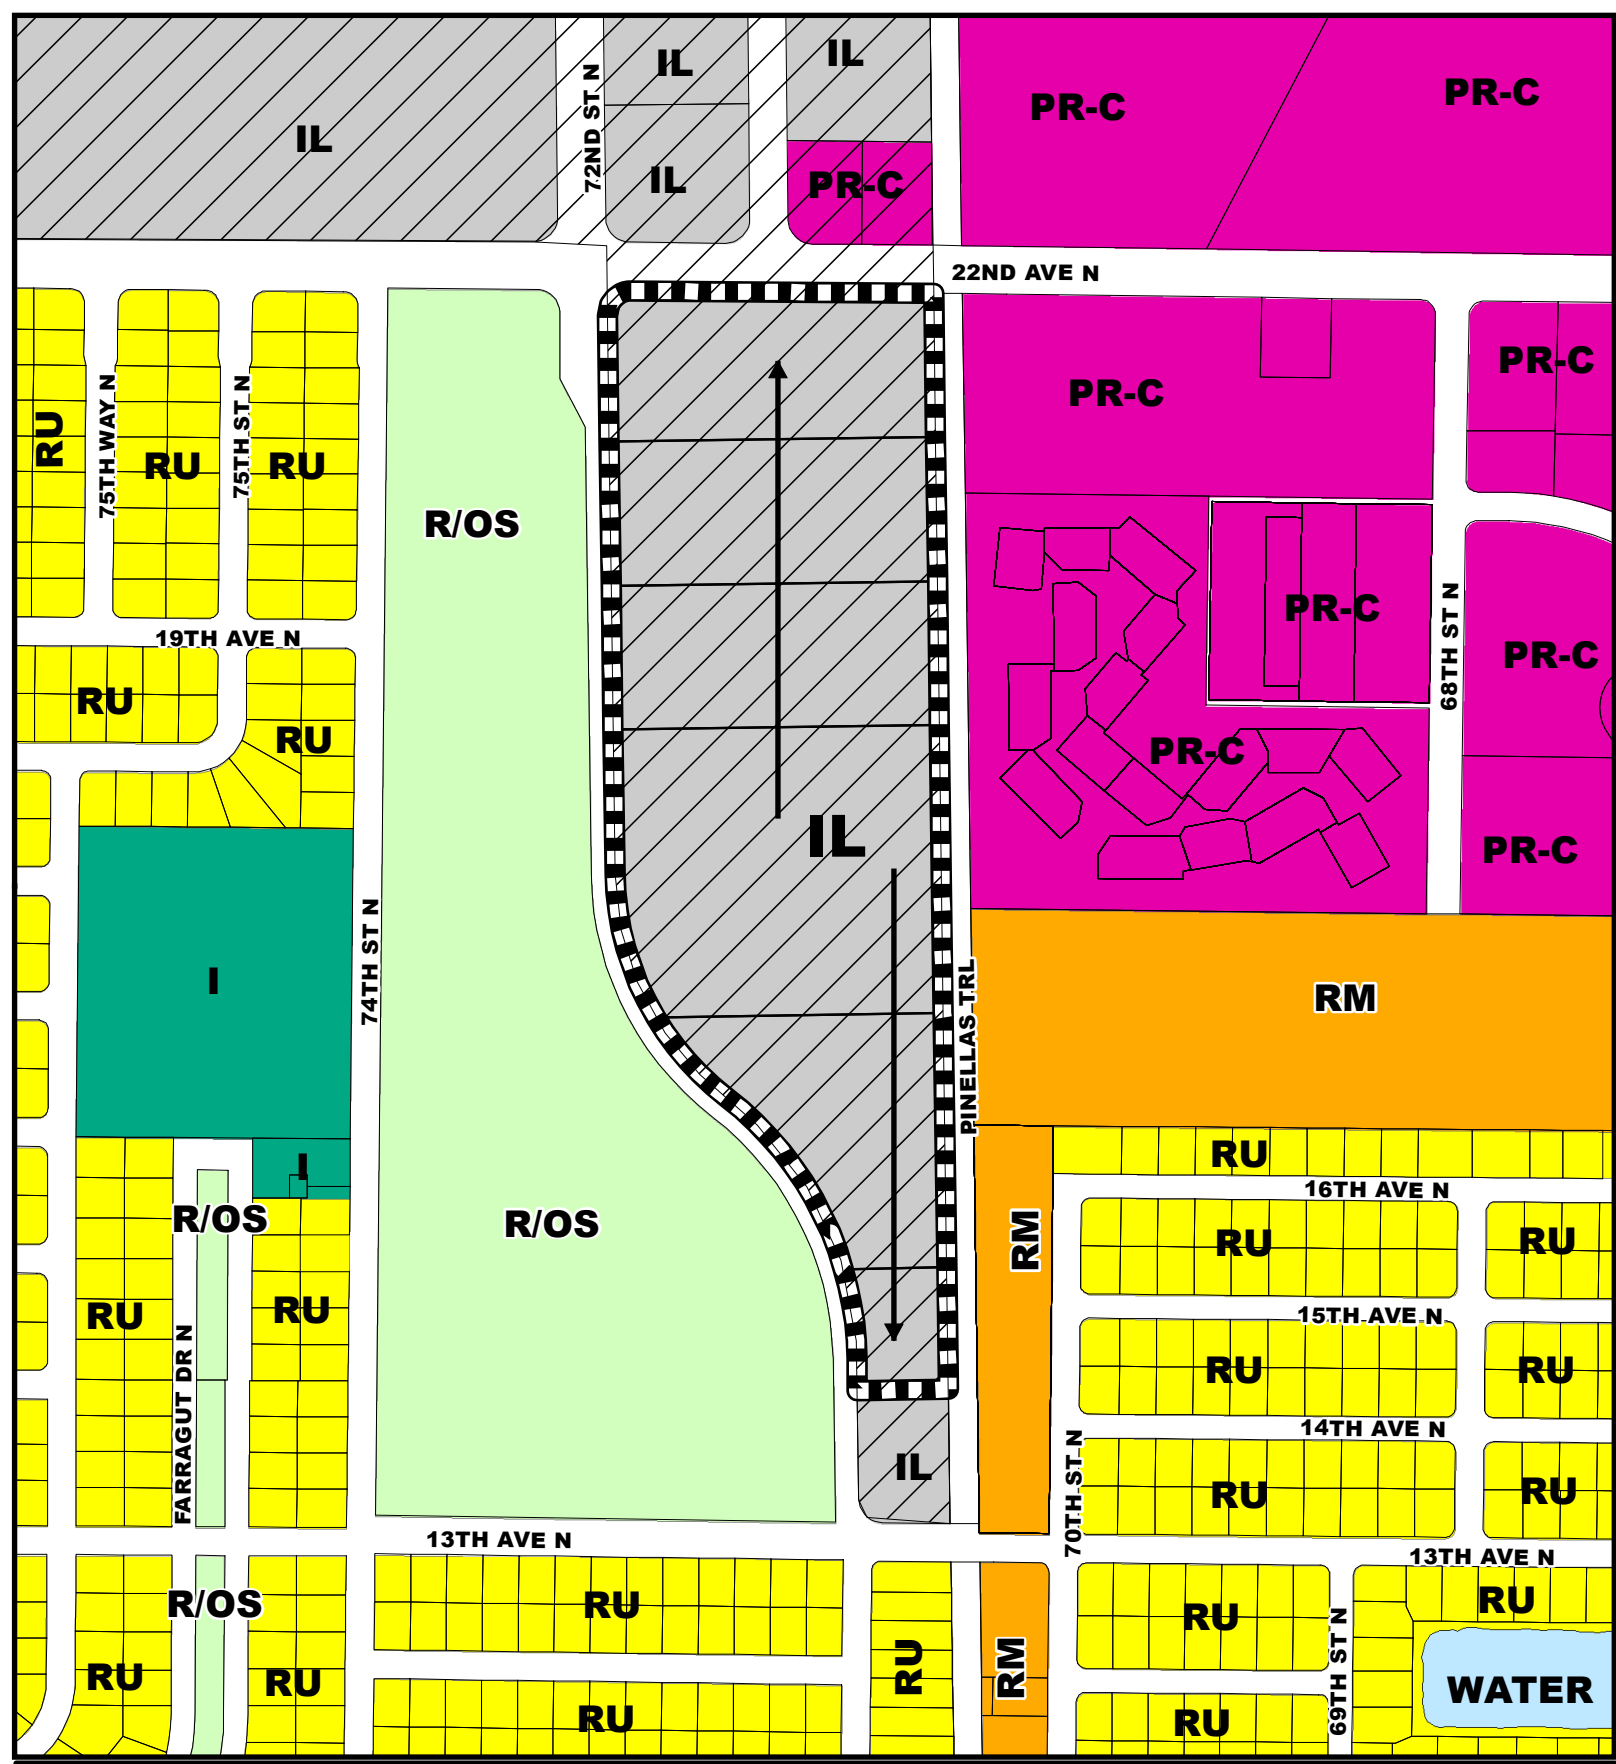 IL
IL
PR-C
PR-C
IL
72ND ST N
IL
PR-C
22ND AVE N
PR-C
PR-C
RU
75TH WAY N
RU
75TH ST N
RU
R/OS
PR-C
68TH ST N
PR-C
19TH AVE N
RU
RU
PR-C
IL
PR-C
I
74TH ST N
PINELLAS TRL
RM
I
RU
16TH AVE N
R/OS
R/OS
RM
RU
RU
RU
RU
15TH AVE N
FARRAGUT DR N
RU
RU
14TH AVE N
IL
70TH ST N
RU
RU
13TH AVE N
13TH AVE N
R/OS
RU
RU
RU
RU
RU
RU
RM
69TH ST N
WATER
RU
RU